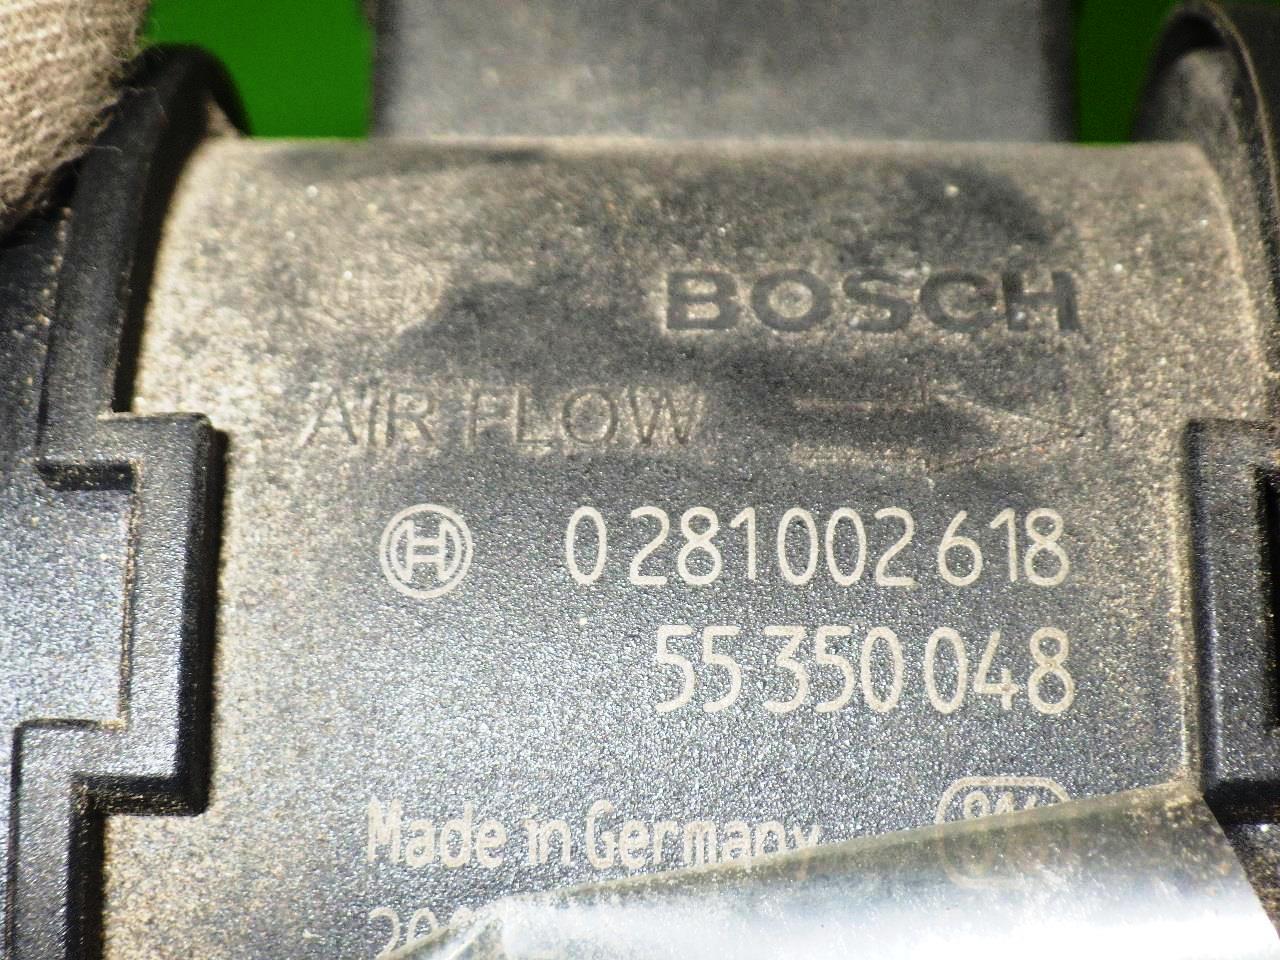 BOSCH
AIR FLOW
0 281 002 618
55 350 048
Made in Germany